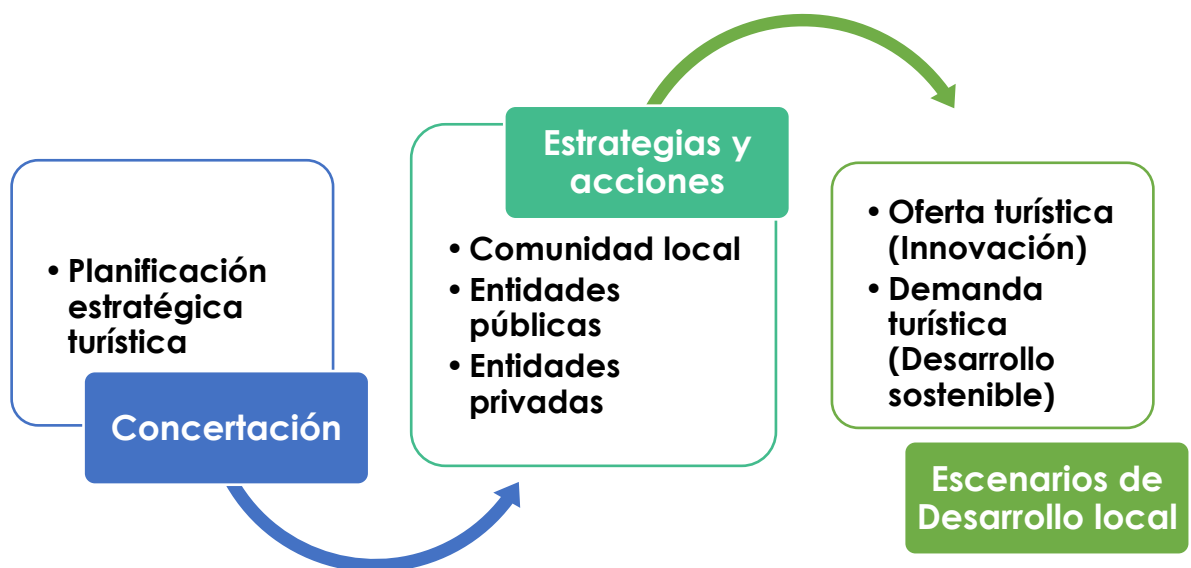 • Planificación
estratégica
turística
Concertación
Estrategias y
acciones
• Comunidad local
• Entidades
públicas
• Entidades
privadas
• Oferta turística
(Innovación)
• Demanda
turística
(Desarrollo
sostenible)
Escenarios de
Desarrollo local